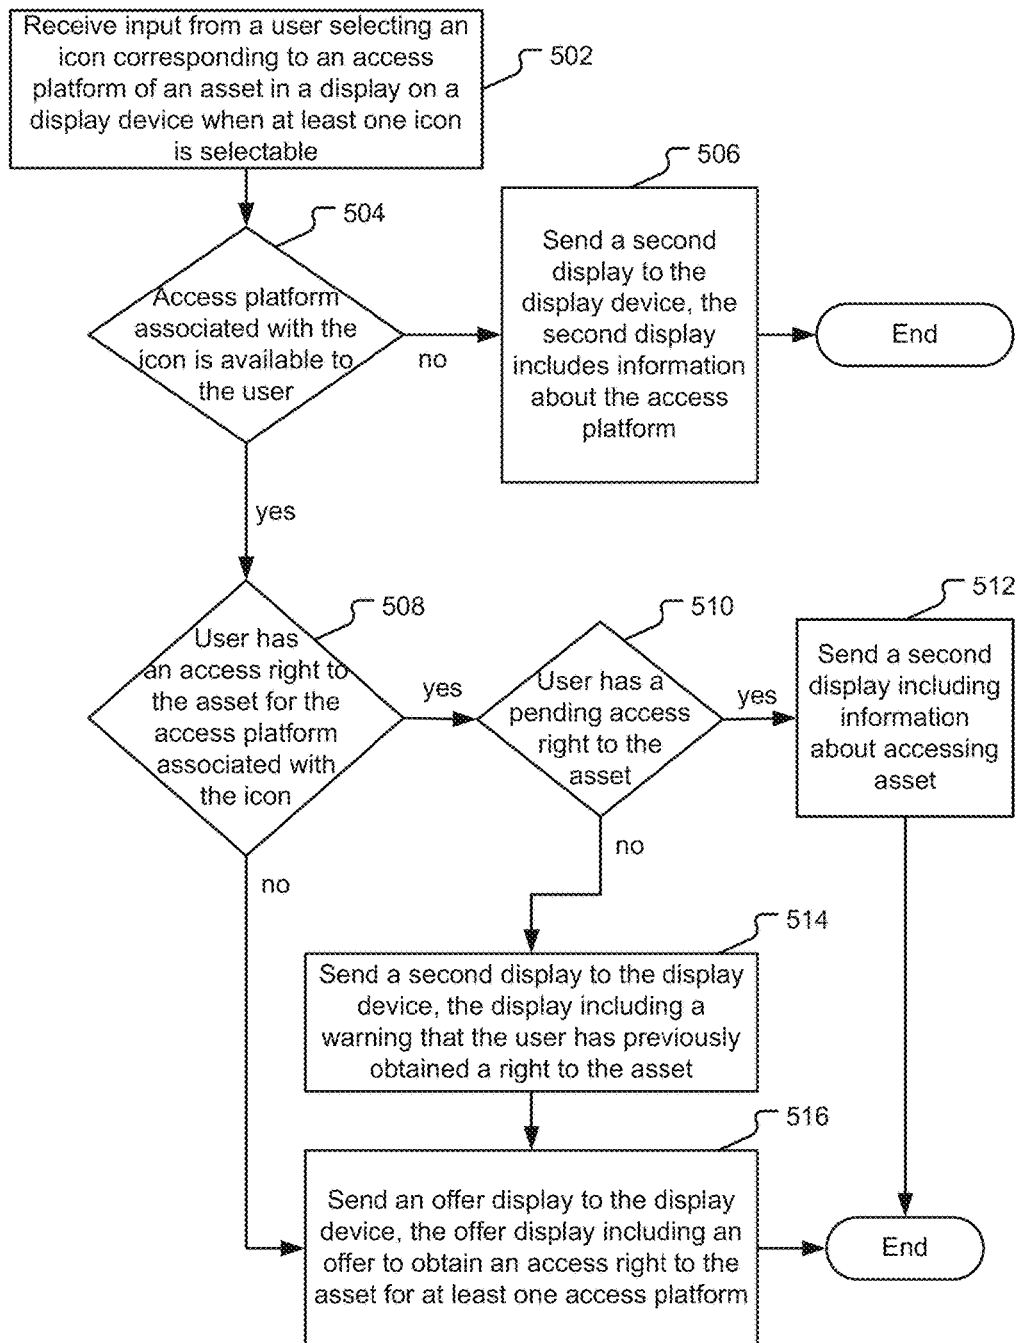 Receive input from a user selecting an
icon corresponding to an access
platform of an asset in a display on a
display device when at least one icon
is selectable
502
504
Access platform
associated with the
icon is available to
the user
no
506
Send a second
display to the
display device, the
second display
includes information
about the access
platform
End
yes
508
User has
an access right to
the asset for the
access platform
associated with
the icon
yes
510
User has a
pending access
right to the
asset
yes
512
Send a second
display including
information
about accessing
asset
no
no
514
Send a second display to the display
device, the display including a
warning that the user has previously
obtained a right to the asset
516
Send an offer display to the display
device, the offer display including an
offer to obtain an access right to the
asset for at least one access platform
End